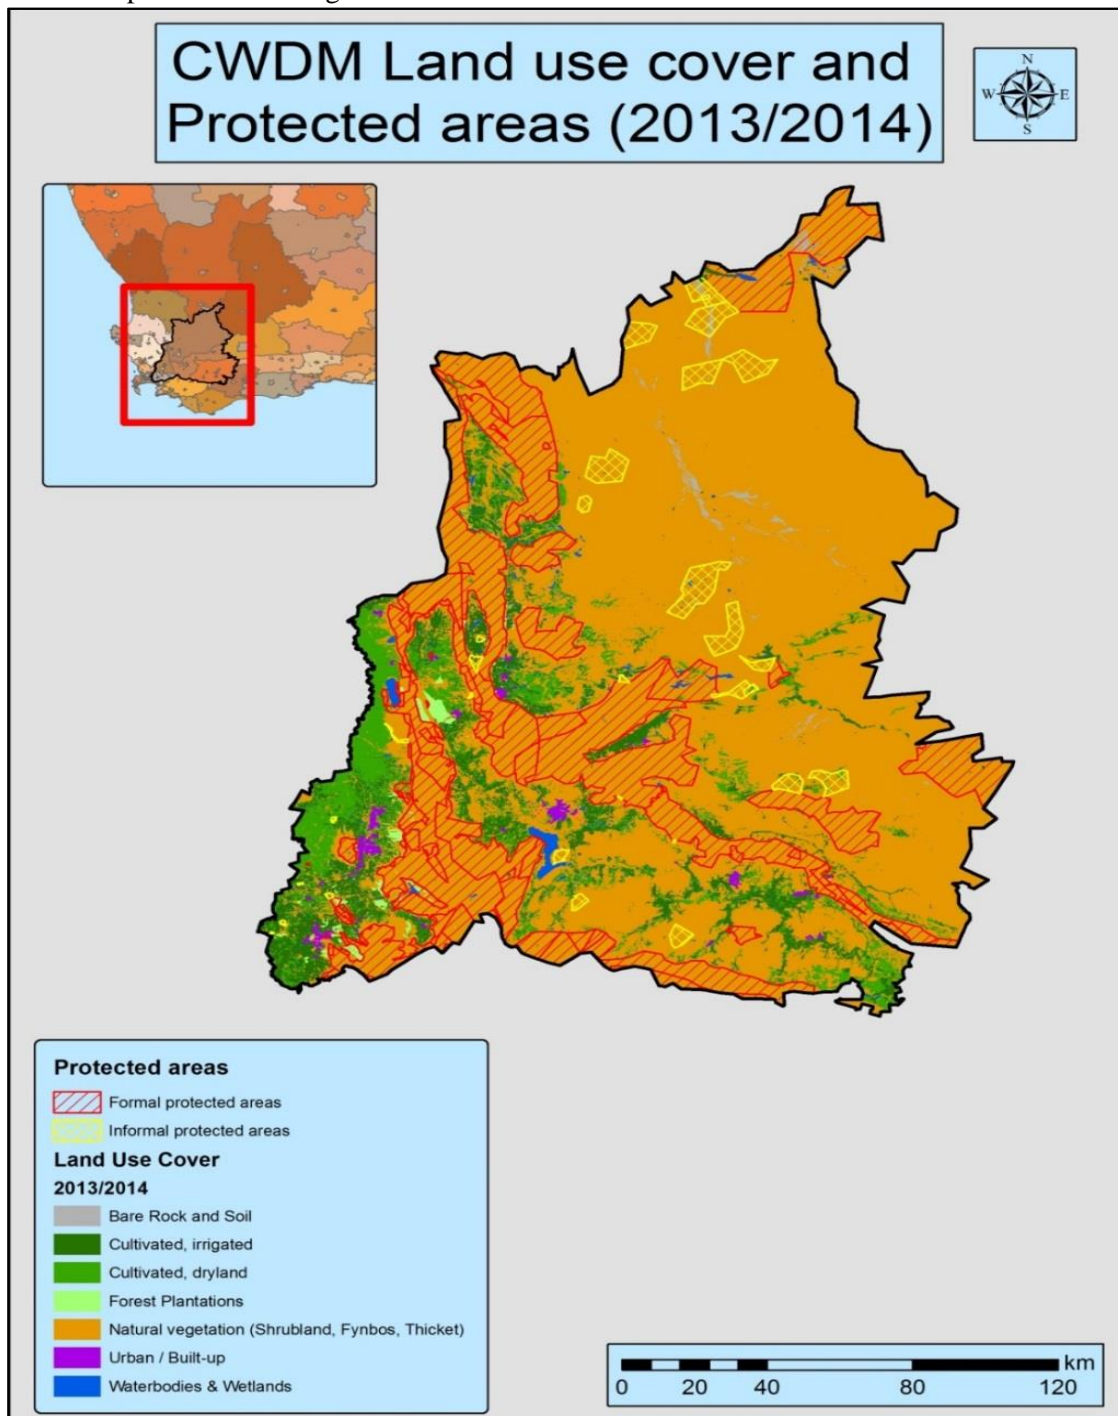 CWDM Land use cover and
Protected areas (2013/2014)
N
W E
S
Protected areas
Formal protected areas
Informal protected areas
Land Use Cover
2013/2014
Bare Rock and Soil
Cultivated, irrigated
Cultivated, dryland
Forest Plantations
Natural vegetation (Shrubland, Fynbos, Thicket)
Urban / Built-up
Waterbodies & Wetlands
km
0 20 40 80 120